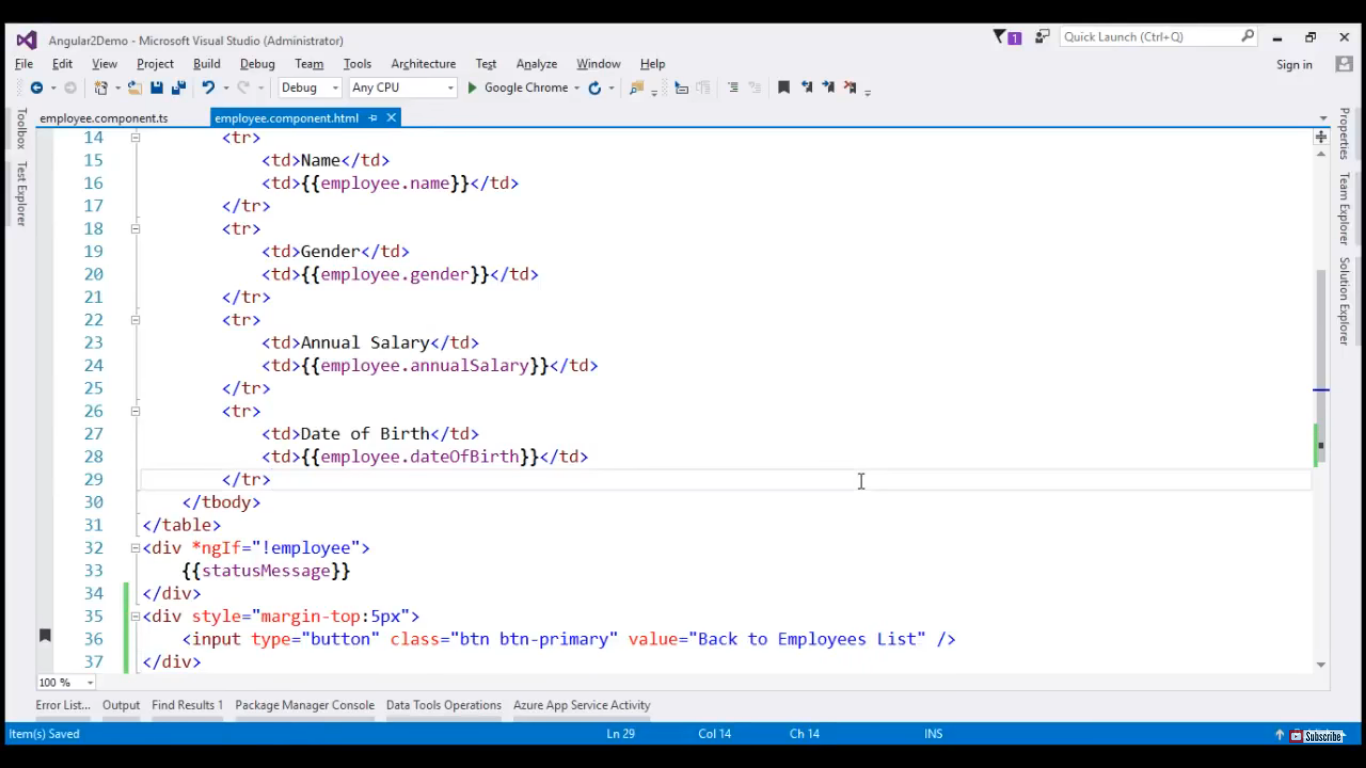 Angular2Demo - Microsoft Visual Studio (Administrator)
1
Quick Launch (Ctrl+Q)
File Edit View Project Build Debug Team Tools Architecture Test Analyze Window Help
Sign in
Debug Any CPU Google Chrome
employee.component.ts employee.component.html
Toolbox
Test Explorer
Properties
Team Explorer
Solution Explorer
14 <tr>
15 <td>Name</td>
16 <td>{{employee.name}}</td>
17 </tr>
18 <tr>
19 <td>Gender</td>
20 <td>{{employee.gender}}</td>
21 </tr>
22 <tr>
23 <td>Annual Salary</td>
24 <td>{{employee.annualSalary}}</td>
25 </tr>
26 <tr>
27 <td>Date of Birth</td>
28 <td>{{employee.dateOfBirth}}</td>
29 </tr>
30 </tbody>
31 </table>
32 <div *ngIf="!employee">
33 {{statusMessage}}
34 </div>
35 <div style="margin-top:5px">
36 <input type="button" class="btn btn-primary" value="Back to Employees List" />
37 </div>
100 %
Error List... Output Find Results 1 Package Manager Console Data Tools Operations Azure App Service Activity
Item(s) Saved Ln 29 Col 14 Ch 14 INS
Subscribe